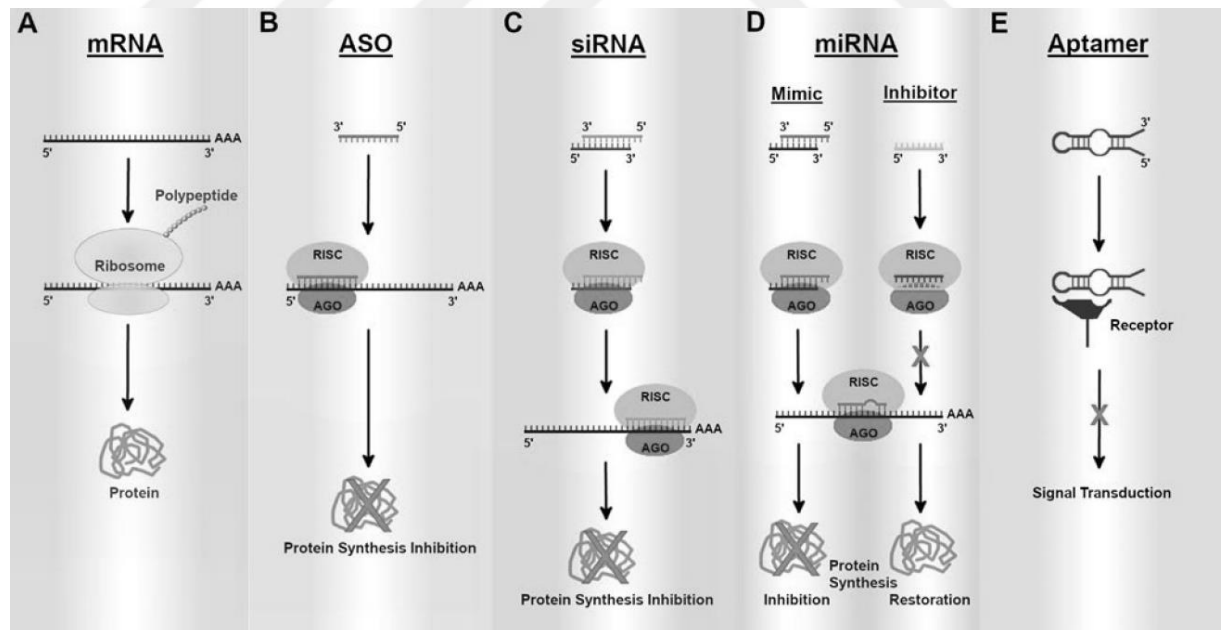 A
mRNA
5'
3'
AAA
Polypeptide
Ribosome
5'
3'
AAA
Protein
B
ASO
3'
5'
RISC
AGO
5'
3'
AAA
Protein Synthesis Inhibition
C
siRNA
3'
5'
5'
3'
RISC
AGO
RISC
AGO
5'
3'
AAA
Protein Synthesis Inhibition
D
miRNA
Mimic
Inhibitor
3'
5'
5'
3'
5'
3'
RISC
AGO
RISC
AGO
X
RISC
AGO
5'
3'
AAA
Protein
Synthesis
Inhibition
Restoration
E
Aptamer
3'
5'
Receptor
X
Signal Transduction